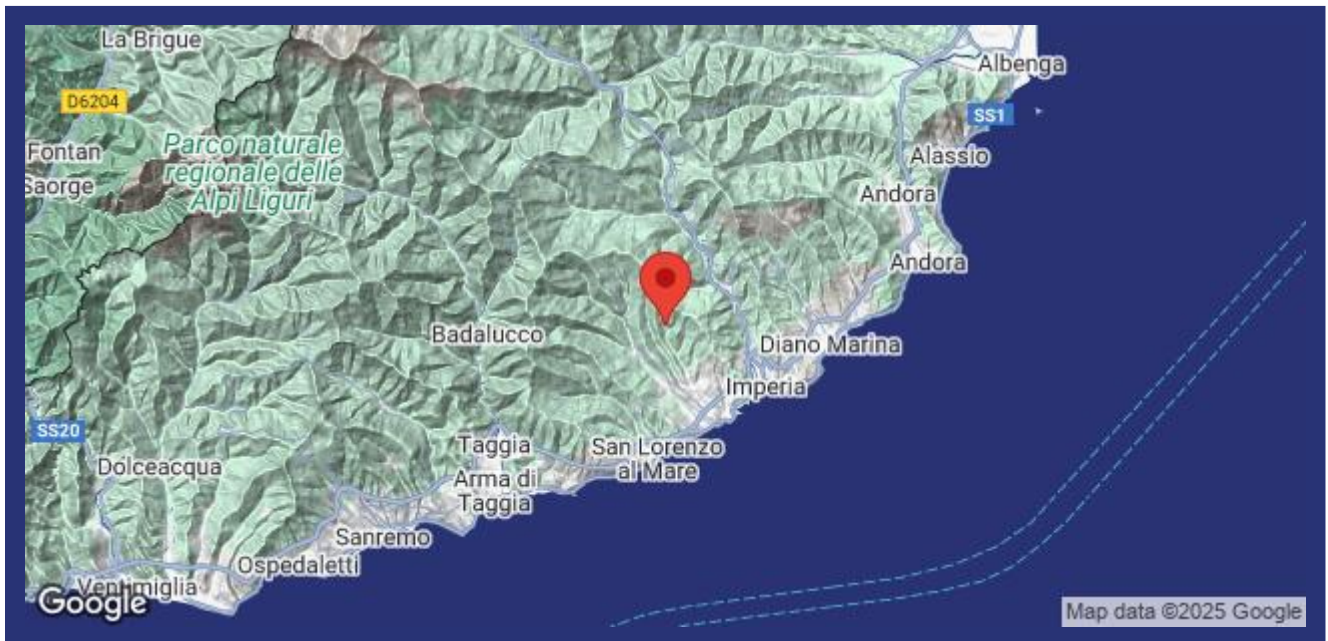 La Brigue
Albenga
D6204
SS1
Parco naturale
regionale delle
Alpi Liguri
Fontan
Saorge
Alassio
Andora
Andora
Badalucco
Diano Marina
Imperia
SS20
Taggia
San Lorenzo
al Mare
Dolceacqua
Arma di
Taggia
Sanremo
Ospedaletti
Ventimiglia
Google
Map data ©2025 Google